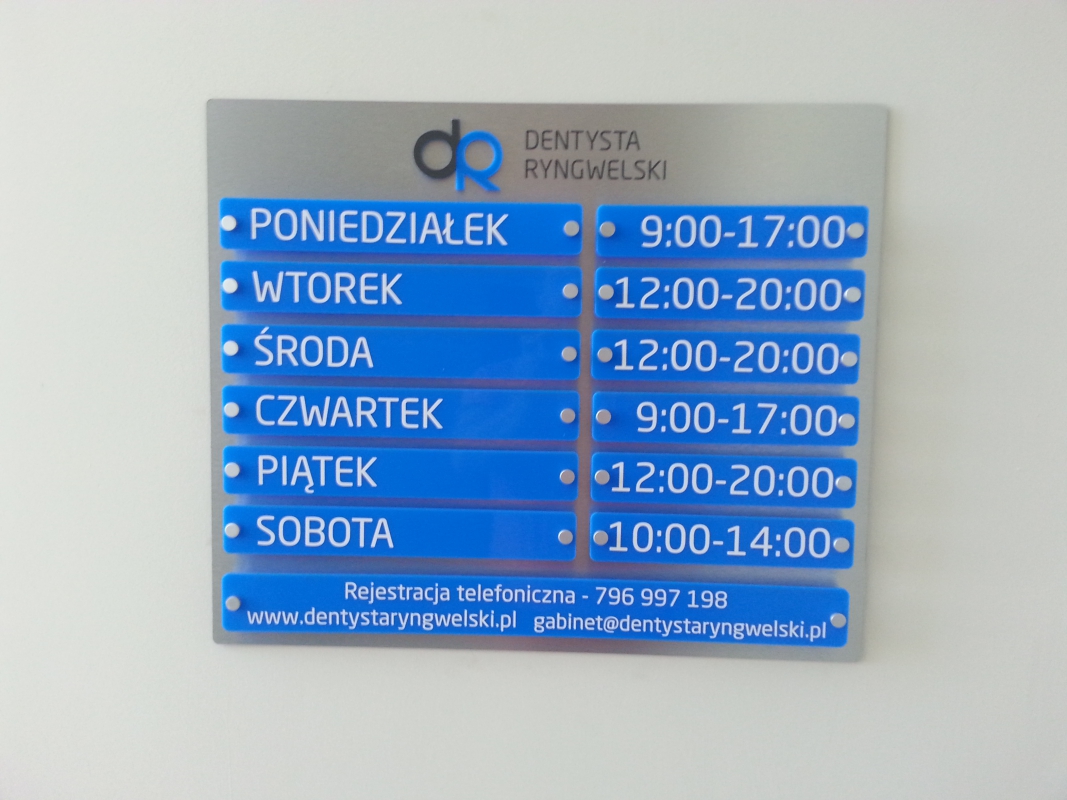 dR
DENTYSTA
RYNGWELSKI
PONIEDZIAŁEK 9:00-17:00
WTOREK 12:00-20:00
ŚRODA 12:00-20:00
CZWARTEK 9:00-17:00
PIĄTEK 12:00-20:00
SOBOTA 10:00-14:00
Rejestracja telefoniczna - 796 997 198
www.dentystaryngwelski.pl gabinet@dentystaryngwelski.pl